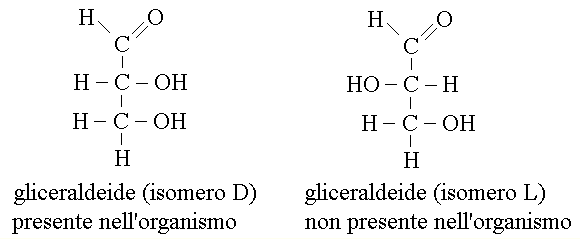 H O H O
C C
H – C – OH HO – C – H
H – C – OH H – C – OH
H H
gliceraldeide (isomero D) gliceraldeide (isomero L)
presente nell'organismo non presente nell'organismo